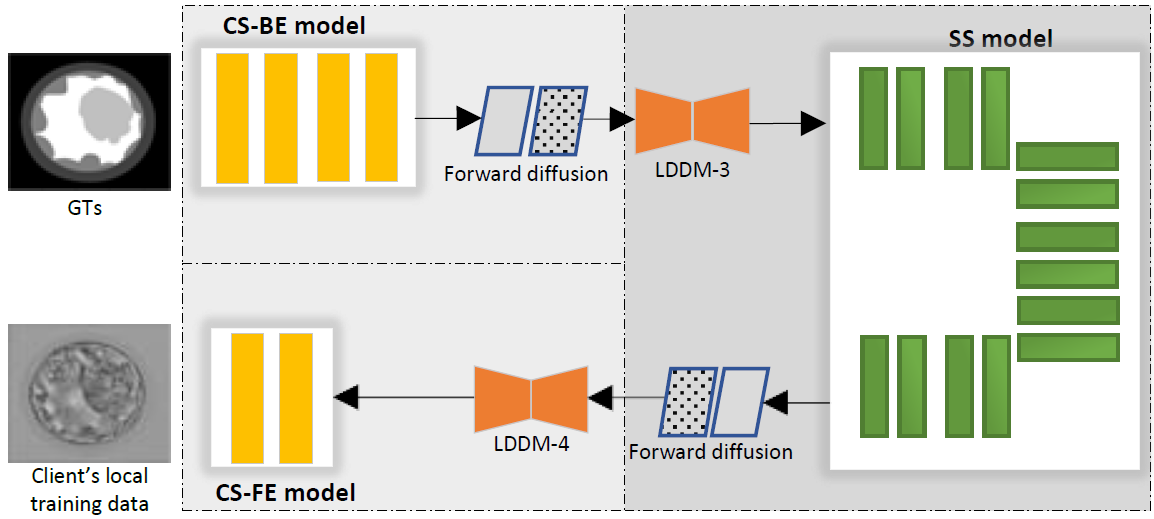 CS-BE model
SS model
Forward diffusion
LDDM-3
GTs
LDDM-4
Forward diffusion
Client’s local
training data
CS-FE model